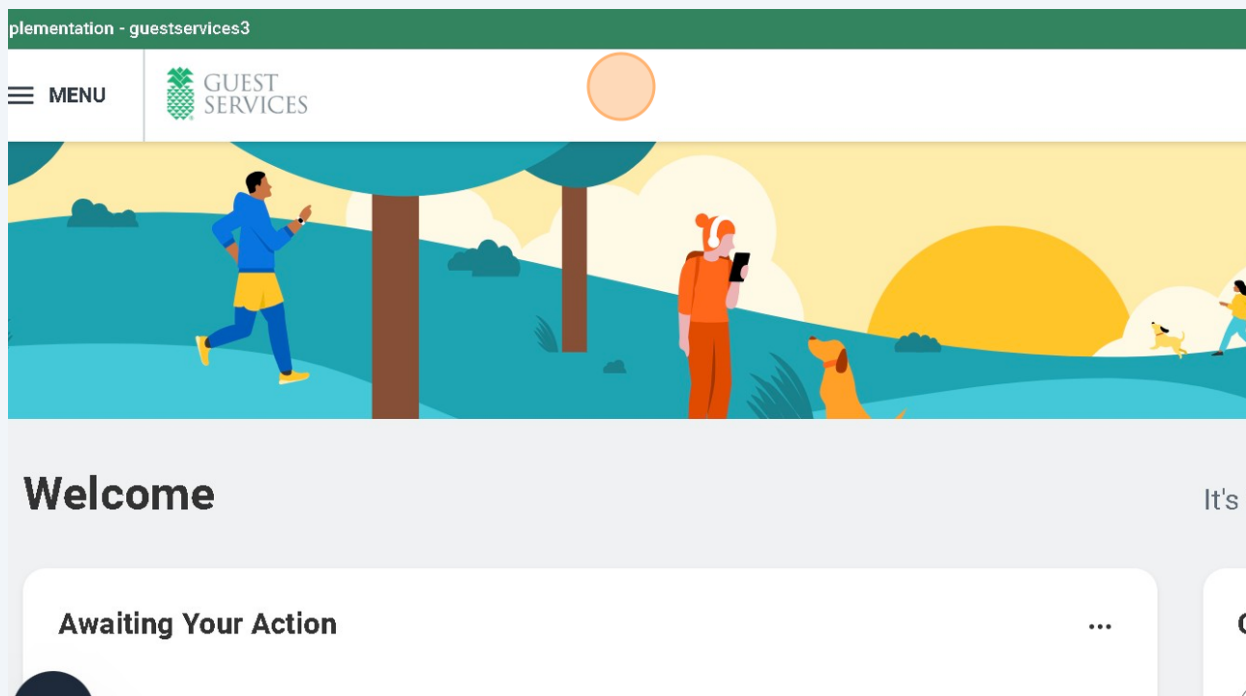 plementation - guestservices3
MENU
GUEST
SERVICES
Welcome
It's
Awaiting Your Action